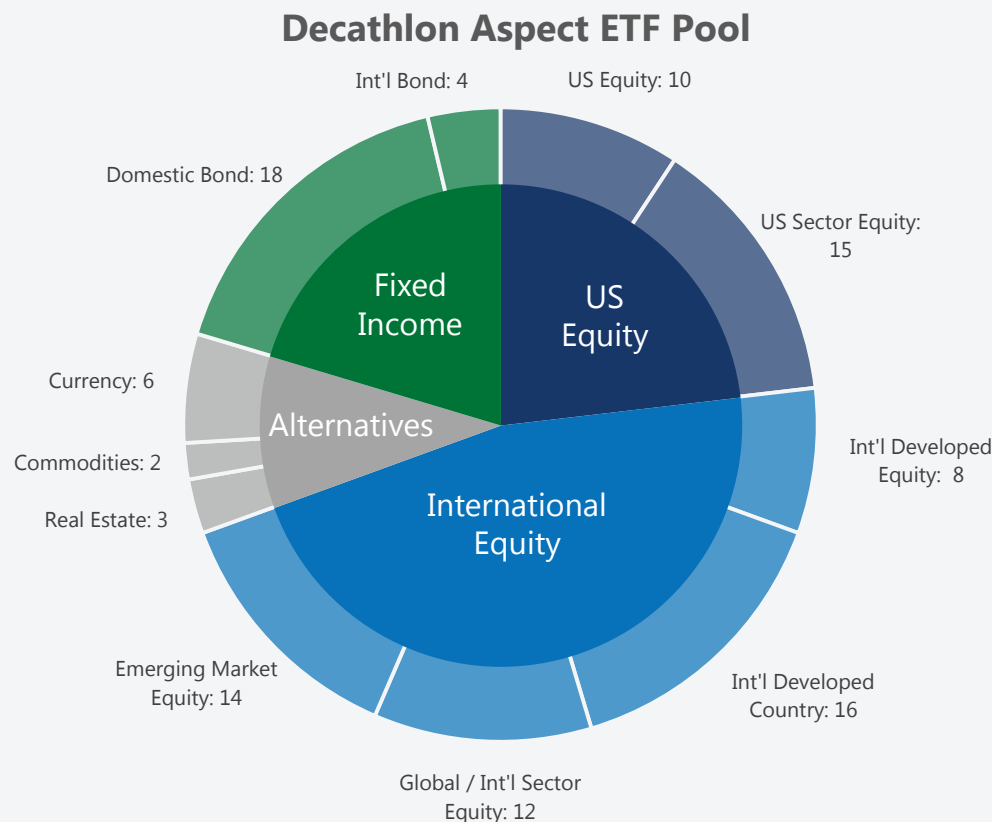 Decathlon Aspect ETF Pool
Int'l Bond: 4
US Equity: 10
Domestic Bond: 18
US Sector Equity:
15
Fixed
Income
US
Equity
Currency: 6
Alternatives
Int'l Developed
Equity:  8
Commodities: 2
International
Equity
Real Estate: 3
Emerging Market
Equity: 14
Int'l Developed
Country: 16
Global / Int'l Sector
Equity: 12